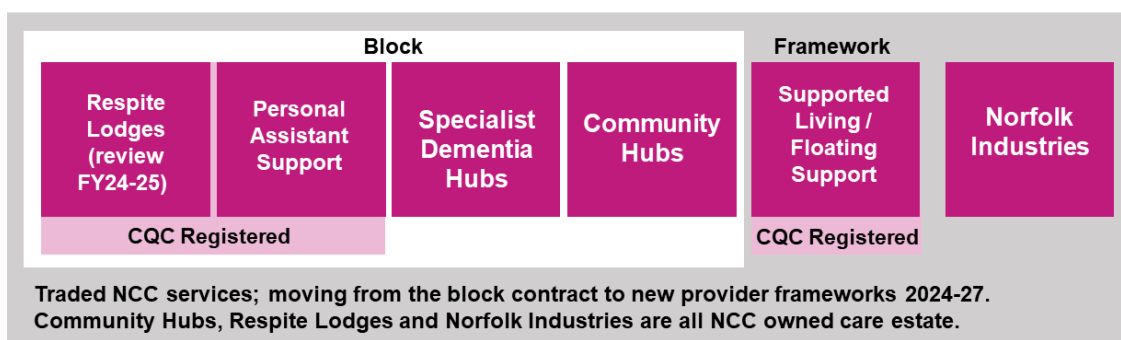 Block
Framework
Respite
Lodges
(review
FY24-25)
Personal
Assistant
Support
Specialist
Dementia
Hubs
Community
Hubs
Supported
Living /
Floating
Support
Norfolk
Industries
CQC Registered
CQC Registered
Traded NCC services; moving from the block contract to new provider frameworks 2024-27.
Community Hubs, Respite Lodges and Norfolk Industries are all NCC owned care estate.